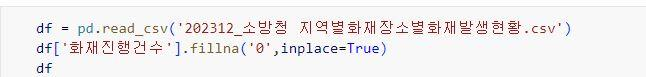 df = pd.read_csv('202312_소방청 지역별화재장소별화재발생현황.csv')
df['화재진행건수'].fillna('0',inplace=True)
df